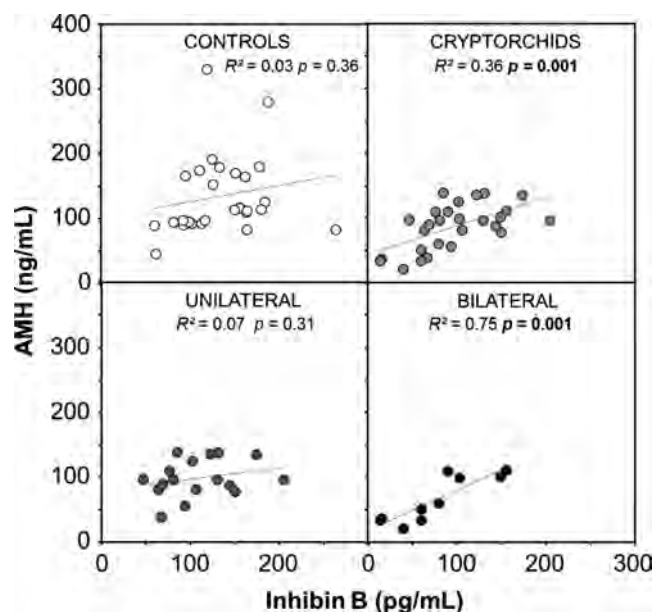 400
CONTROLS
R² = 0.03 p = 0.36
300
200
100
0
CRYPTORCHIDS
R² = 0.36 p = 0.001
UNILATERAL
R² = 0.07 p = 0.31
300
200
100
0
BILATERAL
R² = 0.75 p = 0.001
AMH (ng/mL)
0
100
200
0
100
200
300
Inhibin B (pg/mL)